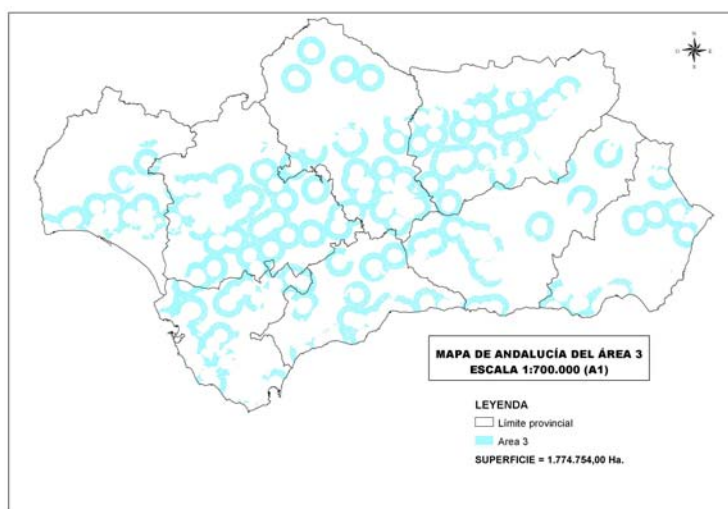 N
O E
S
MAPA DE ANDALUCÍA DEL ÁREA 3
ESCALA 1:700.000 (A1)
LEYENDA
Límite provincial
Area 3
SUPERFICIE = 1.774.754,00 Ha.